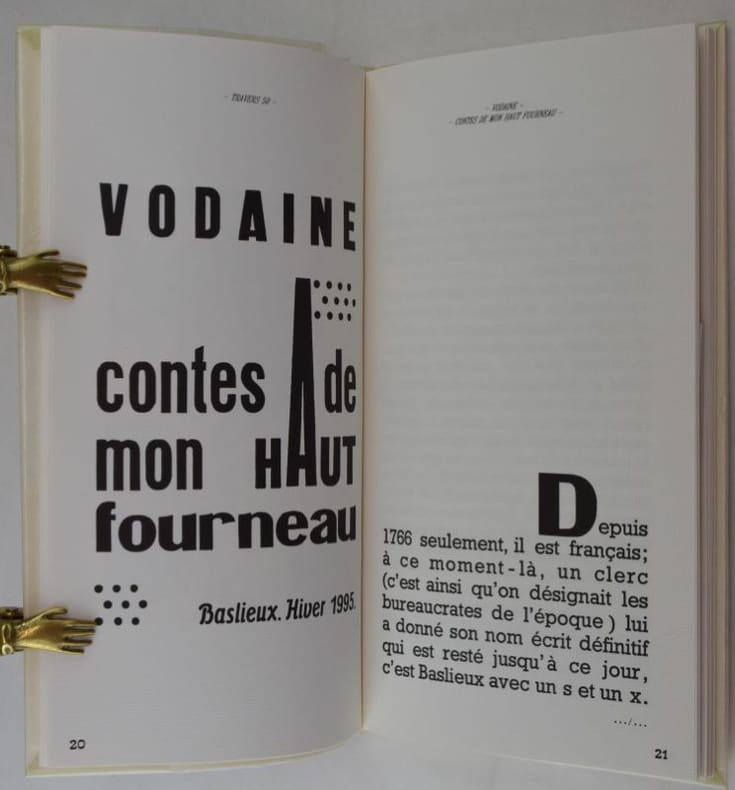 - TRAVERS 52 -
VODAINE
contes de
mon HAUT
fourneau
Baslieux. Hiver 1995.
20
- VODAINE -
- CONTES DE MON HAUT FOURNEAU -
Depuis
1766 seulement, il est français;
à ce moment-là, un clerc
(c'est ainsi qu'on désignait les
bureaucrates de l'époque) lui
a donné son nom écrit définitif
qui est resté jusqu'à ce jour,
c'est Baslieux avec un s et un x.
.../...
21